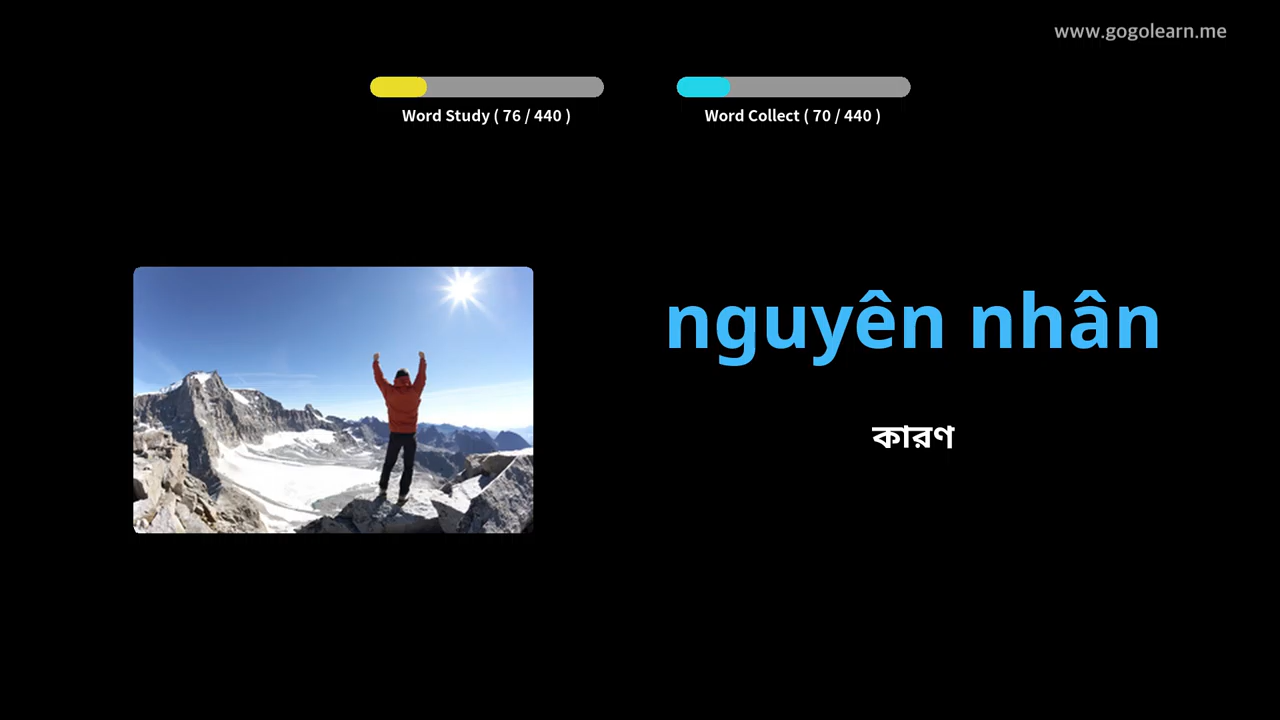 www.gogolearn.me
Word Study ( 76 / 440 )
Word Collect ( 70 / 440 )
nguyên nhân
কারণ